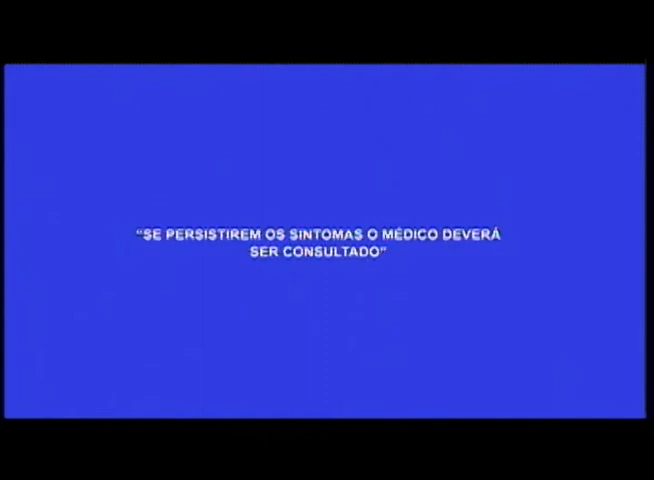 “SE PERSISTIREM OS SINTOMAS O MÉDICO DEVERÁ
SER CONSULTADO”